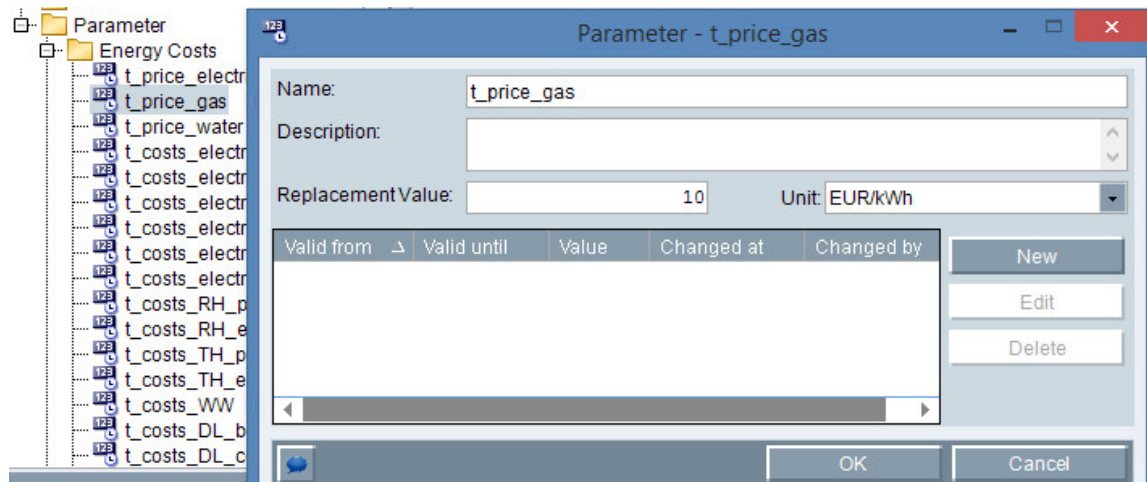 Parameter
Energy Costs
t_price_electr
t_price_gas
t_price_water
t_costs_electr
t_costs_electr
t_costs_electr
t_costs_electr
t_costs_electr
t_costs_electr
t_costs_RH_p
t_costs_RH_e
t_costs_TH_p
t_costs_TH_e
t_costs_WW
t_costs_DL_b
t_costs_DL_c
Parameter - t_price_gas
Name: t_price_gas
Description:
Replacement Value: 10 Unit: EUR/kWh
Valid from Valid until Value Changed at Changed by
New
Edit
Delete
OK Cancel